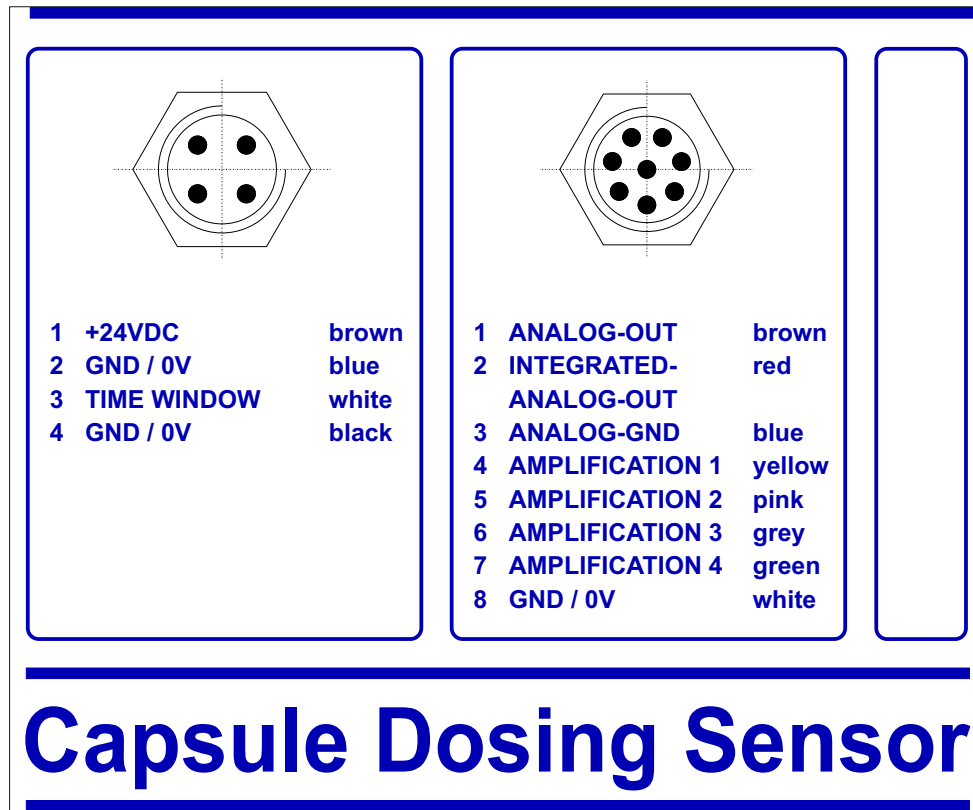 1 +24VDC brown
2 GND / 0V blue
3 TIME WINDOW white
4 GND / 0V black
1 ANALOG-OUT brown
2 INTEGRATED- red
ANALOG-OUT
3 ANALOG-GND blue
4 AMPLIFICATION 1 yellow
5 AMPLIFICATION 2 pink
6 AMPLIFICATION 3 grey
7 AMPLIFICATION 4 green
8 GND / 0V white
Capsule Dosing Sensor